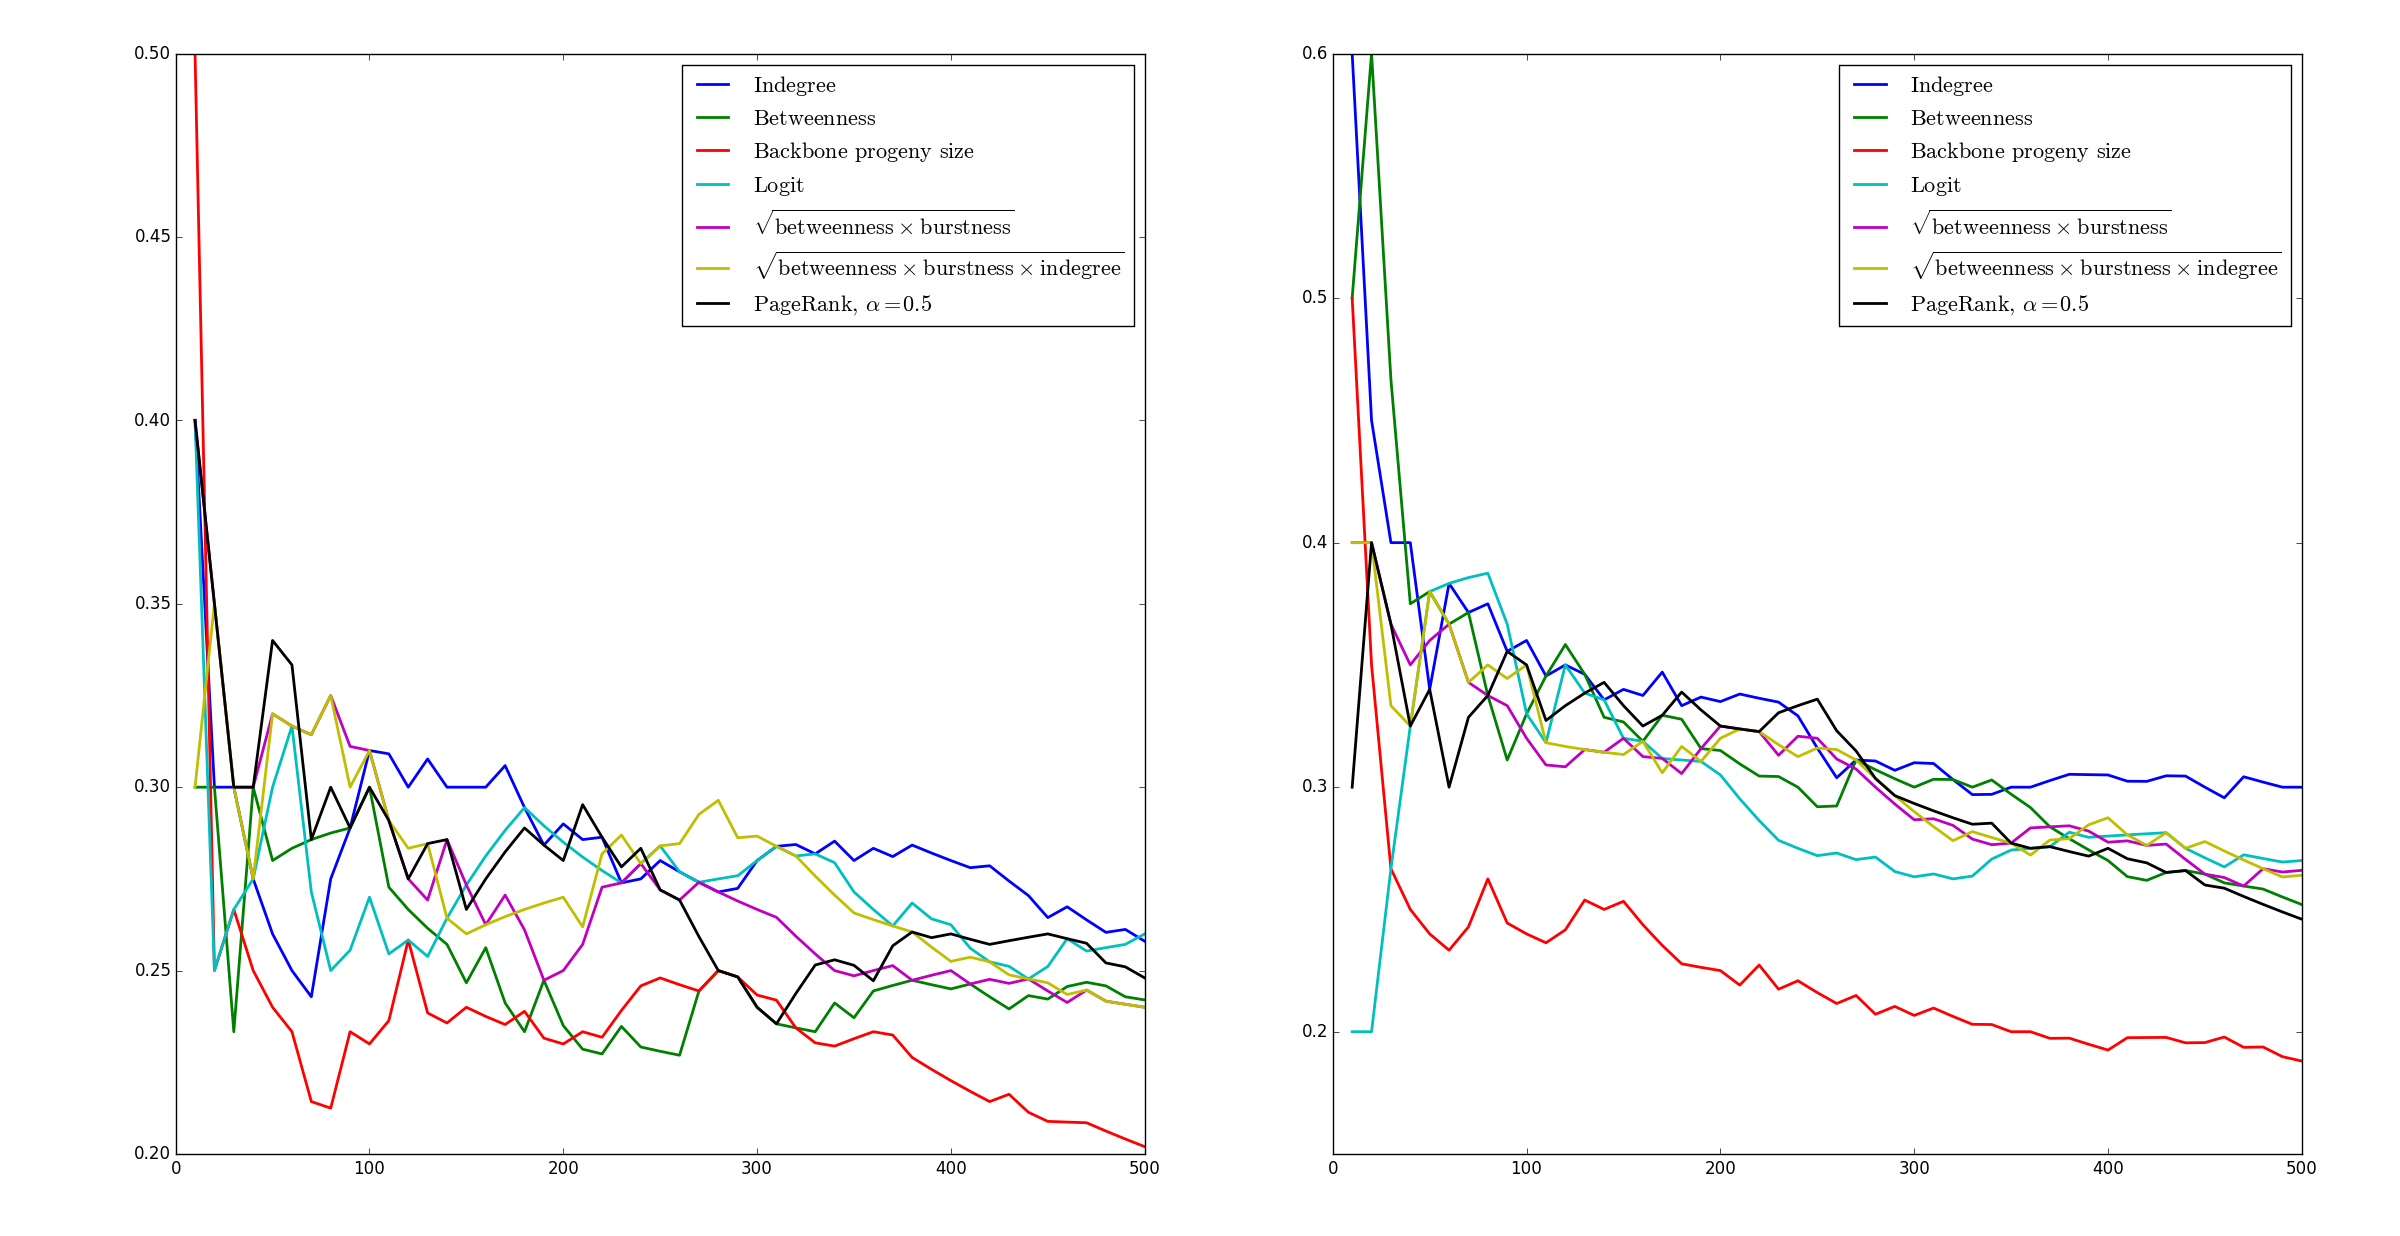 0.50
0.45
0.40
0.35
0.30
0.25
0.20
0 100 200 300 400 500
Indegree
Betweenness
Backbone progeny size
Logit
√betweenness × burstness
√betweenness × burstness × indegree
PageRank, α = 0.5
0.6
0.5
0.4
0.3
0.2
0 100 200 300 400 500
Indegree
Betweenness
Backbone progeny size
Logit
√betweenness × burstness
√betweenness × burstness × indegree
PageRank, α = 0.5